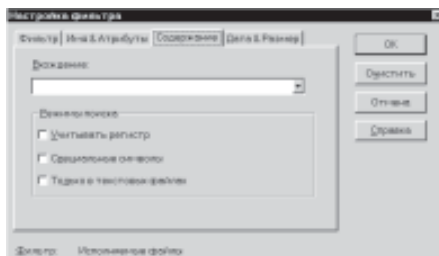 Настройка фильтра
Фильтр Имя & Атрибуты Содержание Дата & Размер
Вхождение:
Режимы поиска
Учитывать регистр
Специальные символы
Только в текстовых файлах
OK
Очистить
Отмена
Справка
Фильтр: Исполняемые файлы